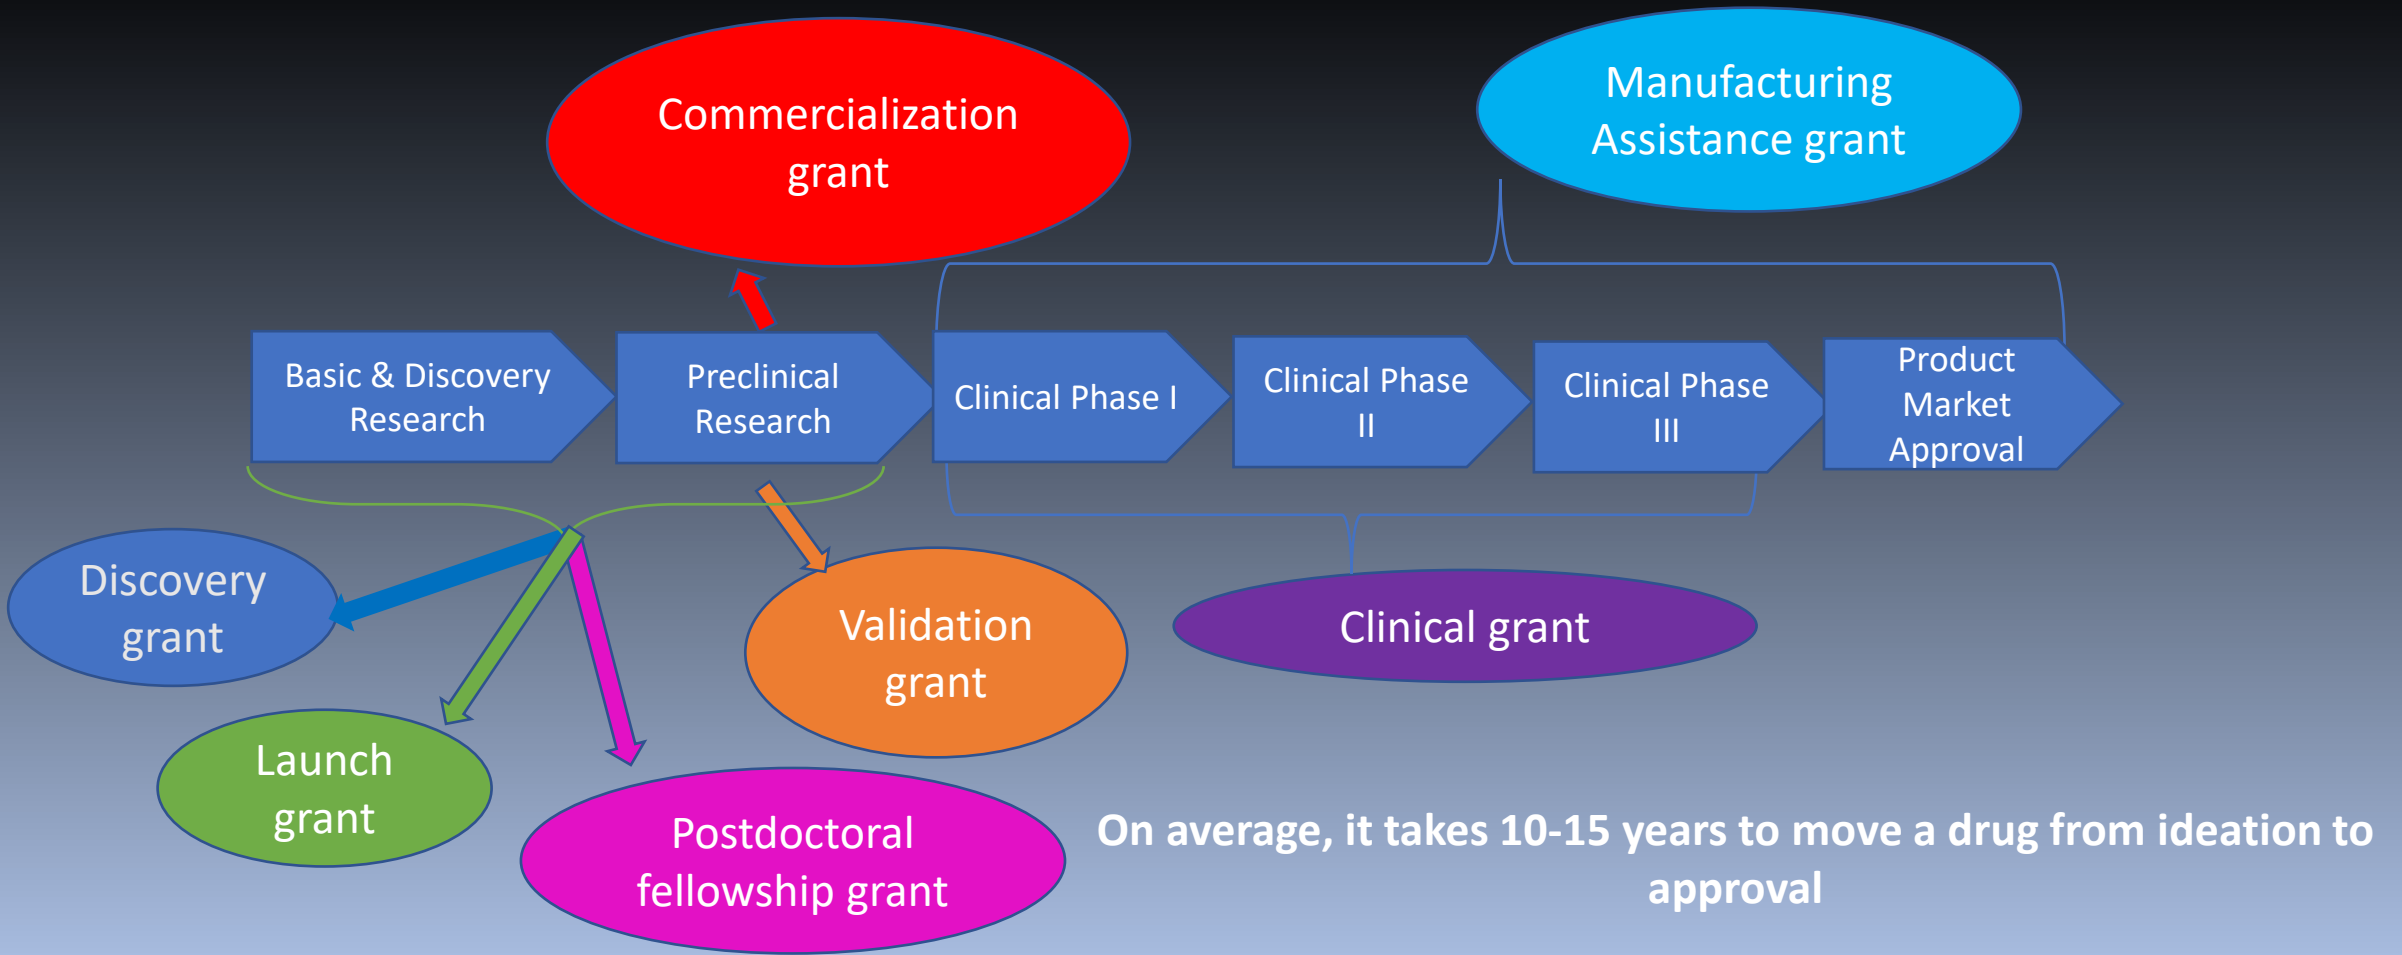 Commercialization
grant
Manufacturing
Assistance grant
Basic & Discovery
Research
Preclinical
Research
Clinical Phase I
Clinical Phase
II
Clinical Phase
III
Product
Market
Approval
Discovery
grant
Launch
grant
Postdoctoral
fellowship grant
Validation
grant
Clinical grant
On average, it takes 10-15 years to move a drug from ideation to
approval